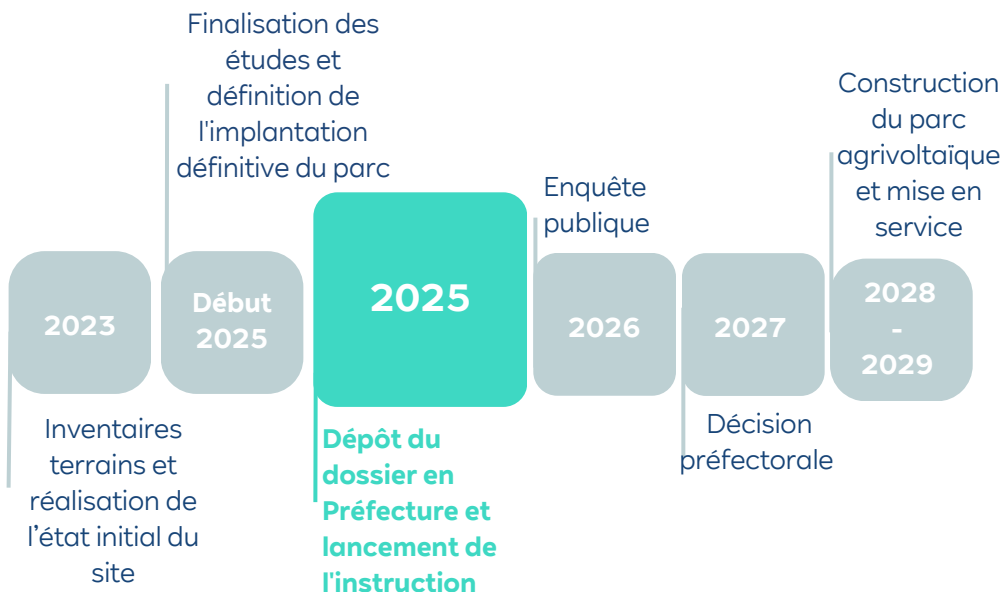 Finalisation des
études et
définition de
l'implantation
définitive du parc
Construction
du parc
agrivoltaïque
et mise en
service
Enquête
publique
2023
Début
2025
2025
2026
2027
2028
-
2029
Inventaires
terrains et
réalisation de
l’état initial du
site
Dépôt du
dossier en
Préfecture et
lancement de
l'instruction
Décision
préfectorale